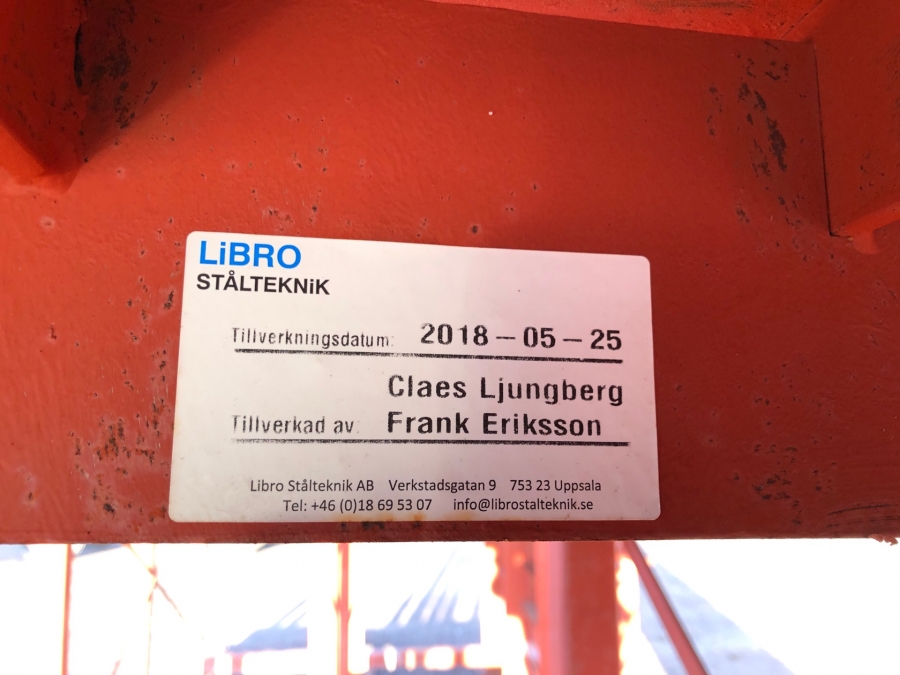 LiBRO
STÅLTEKNiK
Tillverkningsdatum: 2018-05-25
Claes Ljungberg
Tillverkad av: Frank Eriksson
Libro Stålteknik AB Verkstadsgatan 9 753 23 Uppsala
Tel: +46 (0)18 69 53 07 info@librostalteknik.se